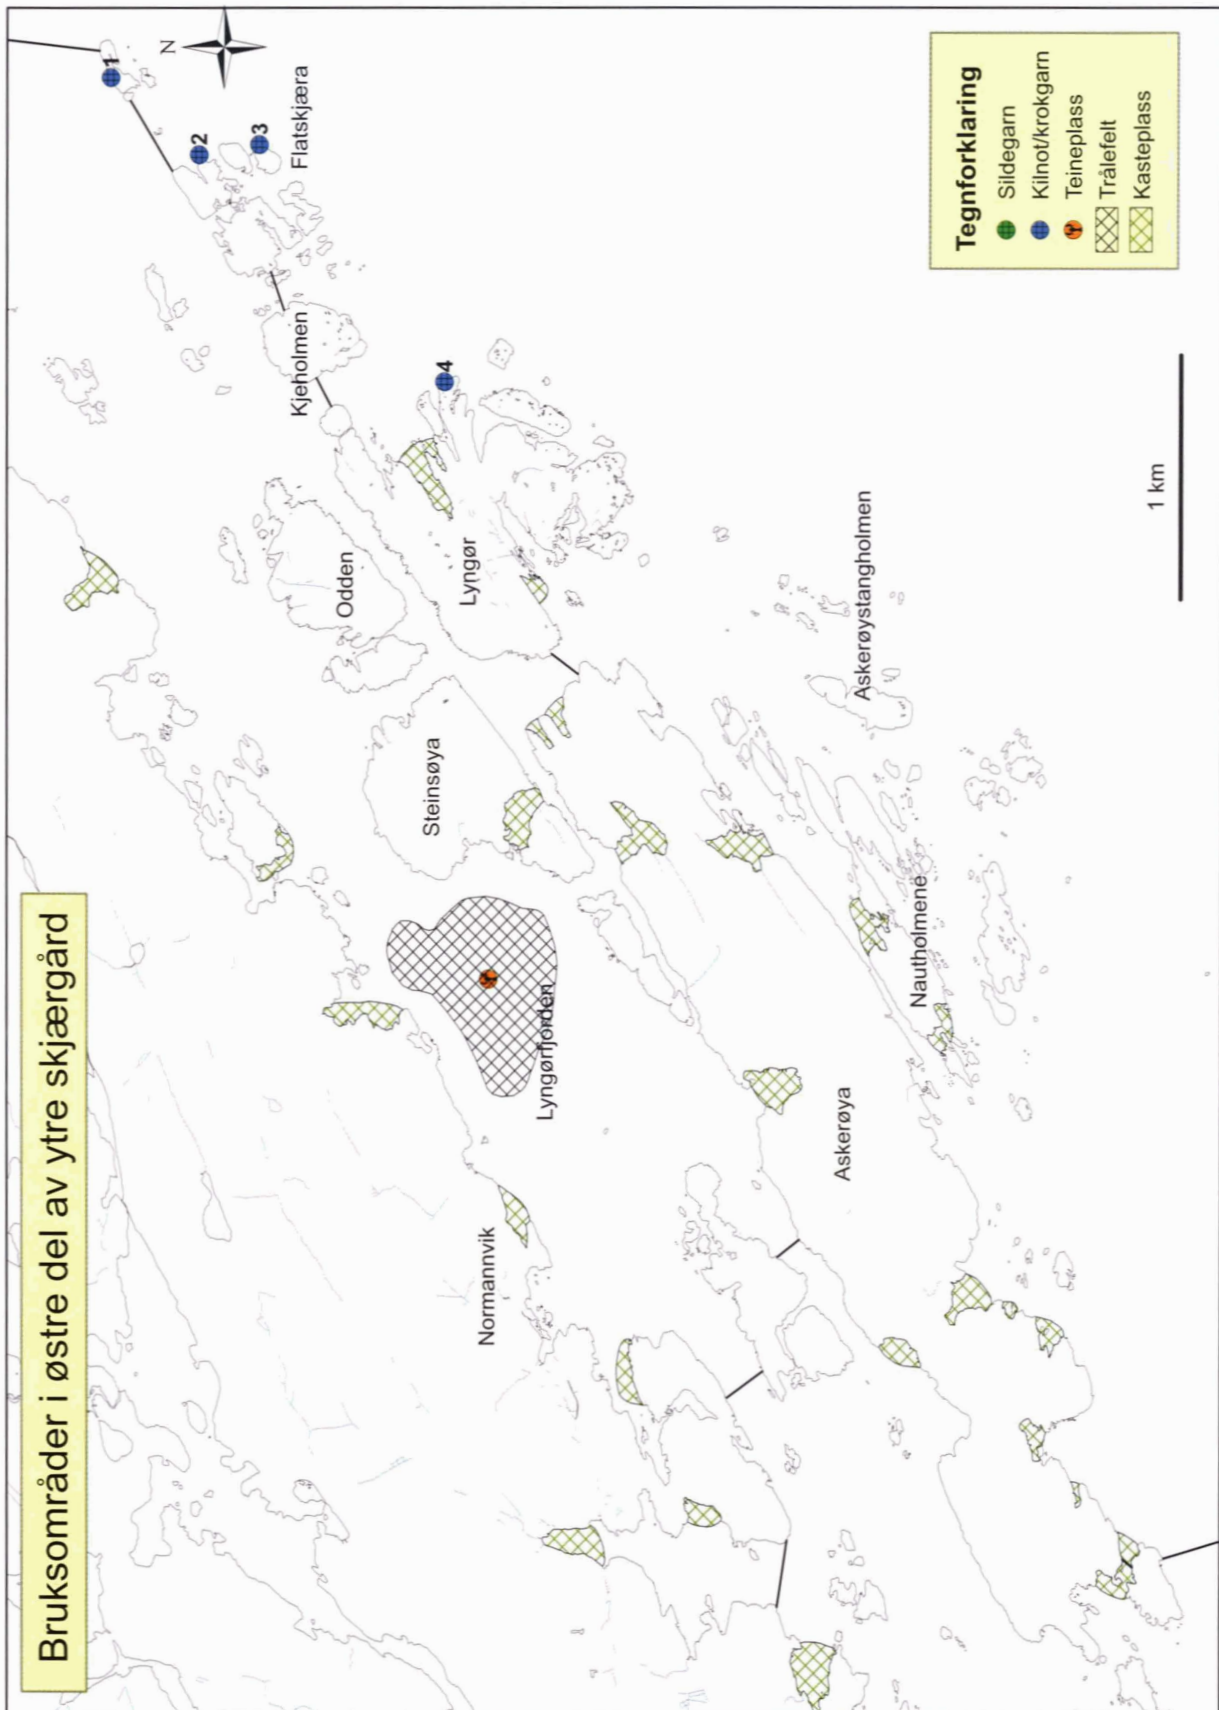 Bruksområder i østre del av ytre skjærgård
N
1
2
3
Flatskjæra
Kjeholmen
4
Odden
Lyngør
Steinsøya
Askerøystangholmen
Lyngørfjorden
Nautholmene
Askerøya
Normannvik
1 km
Tegnforklaring
Sildegarn
Kilnot/krokgarn
Teineplass
Trålefelt
Kasteplass